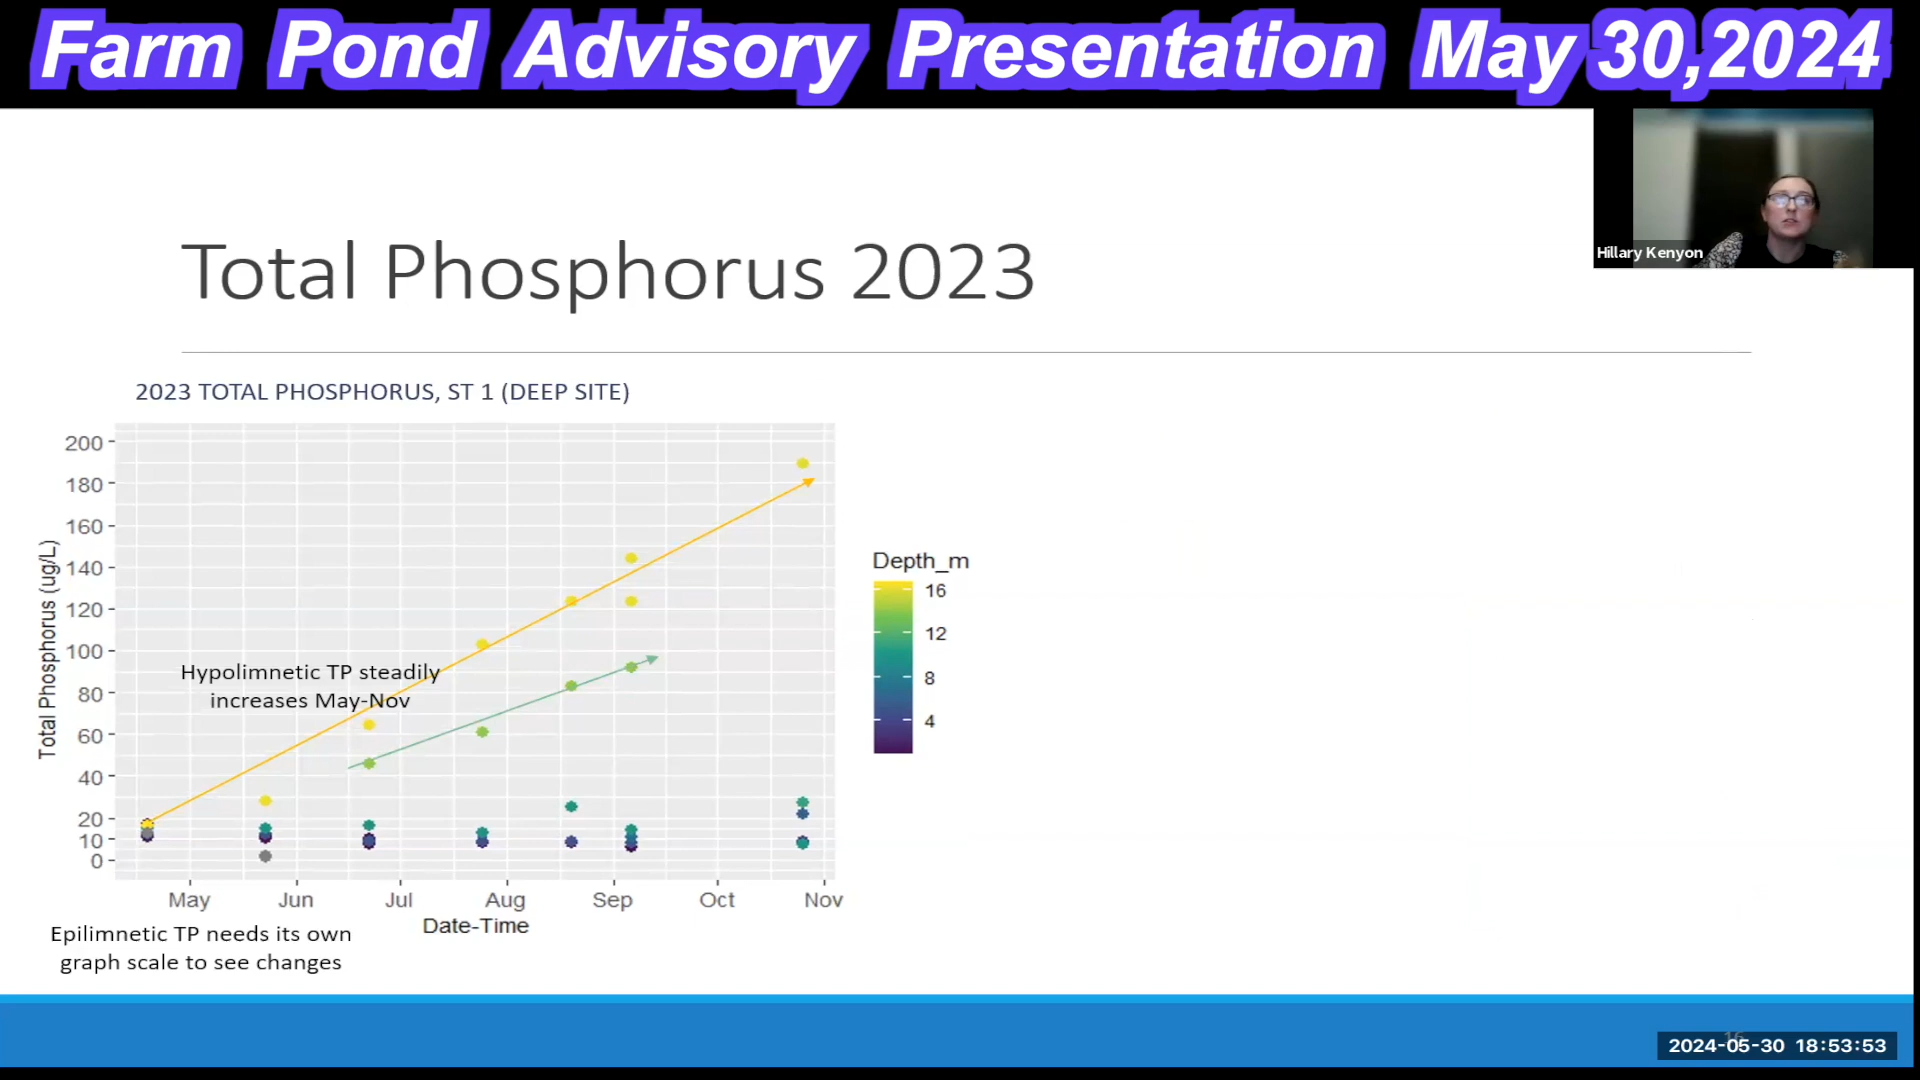 Farm Pond Advisory Presentation May 30,2024
Hillary Kenyon
Total Phosphorus 2023
2023 TOTAL PHOSPHORUS, ST 1 (DEEP SITE)
Total Phosphorus (ug/L)
200
180
160
140
120
100
80
60
40
20
10
0
Hypolimnetic TP steadily
increases May-Nov
May Jun Jul Aug Sep Oct Nov
Date-Time
Depth_m
16
12
8
4
Epilimnetic TP needs its own
graph scale to see changes
2024-05-30 18:53:53